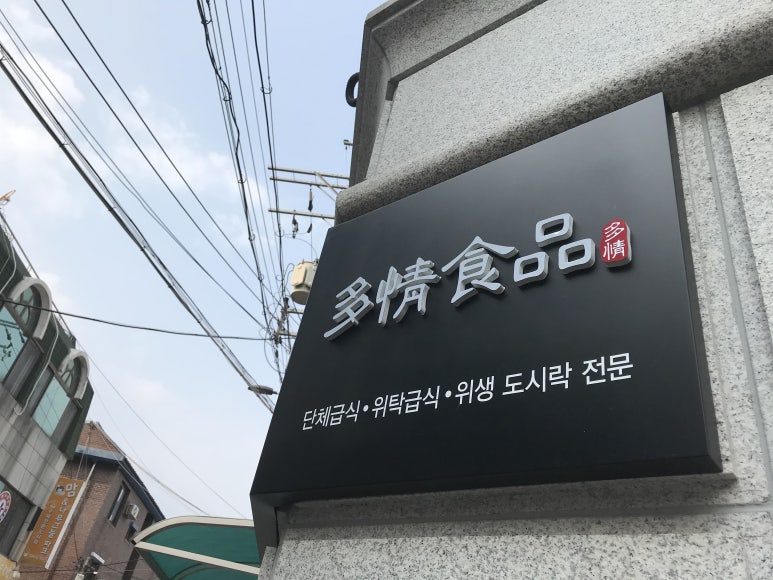 多情食品 多情
단체급식•위탁급식•위생 도시락 전문
암